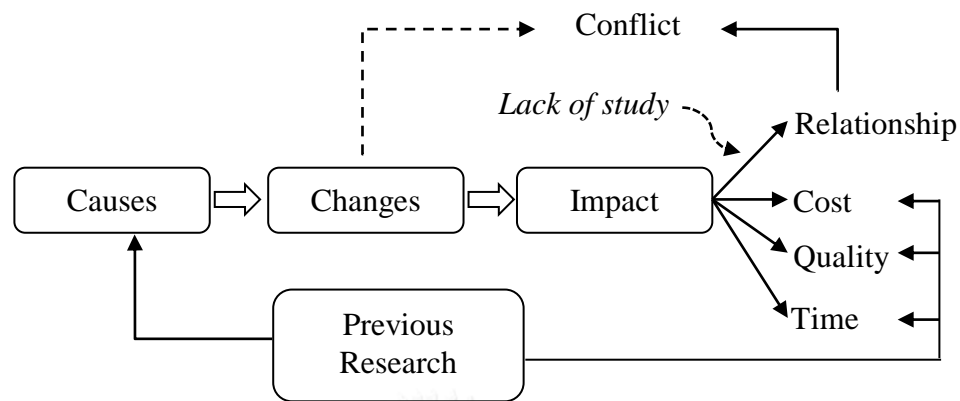 Conflict
Lack of study
Relationship
Causes
Changes
Impact
Cost
Quality
Time
Previous
Research